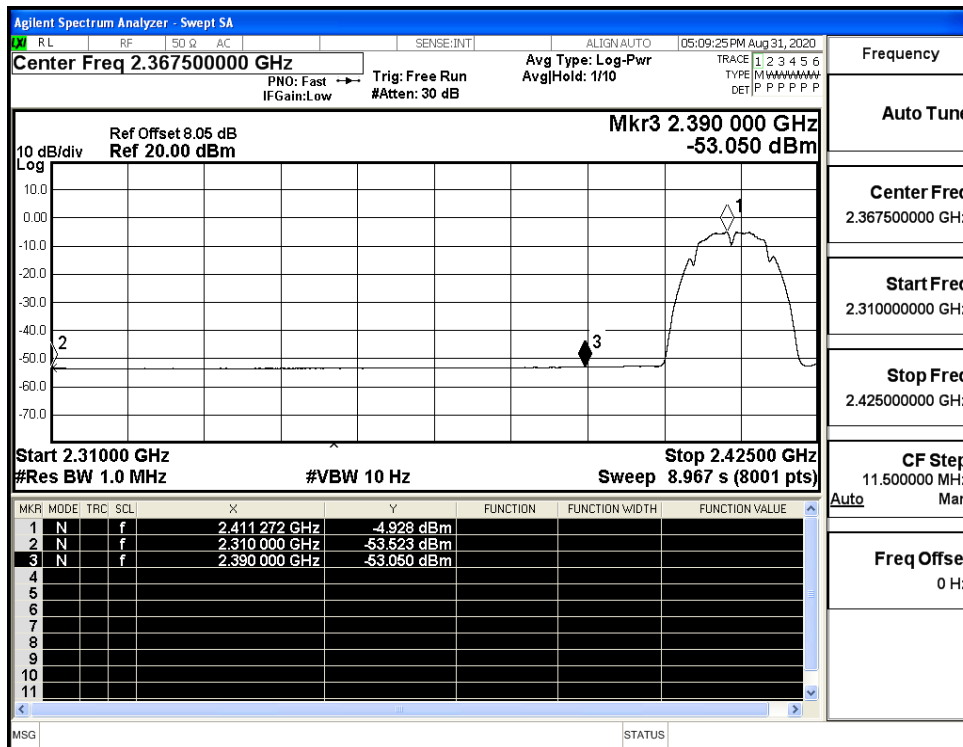 Agilent Spectrum Analyzer - Swept SA
LXI RL RF 50 Ω AC SENSE:INT ALIGNAUTO 05:09:25PM Aug 31, 2020
Center Freq 2.367500000 GHz
PNO: Fast
IFGain:Low
Trig: Free Run
#Atten: 30 dB
Avg Type: Log-Pwr
Avg|Hold: 1/10
TRACE 1 2 3 4 5 6
TYPE M W W W W W
DET P P P P P P
Ref Offset 8.05 dB
10 dB/div Ref 20.00 dBm
Log
Mkr3 2.390 000 GHz
-53.050 dBm
10.0
0.00
-10.0
-20.0
-30.0
-40.0
-50.0
-60.0
-70.0
1
2
3
Start 2.31000 GHz Stop 2.42500 GHz
#Res BW 1.0 MHz #VBW 10 Hz Sweep 8.967 s (8001 pts)
MKR MODE TRC SCL X Y FUNCTION FUNCTION WIDTH FUNCTION VALUE
1 N f 2.411 272 GHz -4.928 dBm
2 N f 2.310 000 GHz -53.523 dBm
3 N f 2.390 000 GHz -53.050 dBm
4
5
6
7
8
9
10
11
MSG STATUS
Frequency
Auto Tune
Center Freq
2.367500000 GHz
Start Freq
2.310000000 GHz
Stop Freq
2.425000000 GHz
CF Step
11.500000 MHz
Auto Man
Freq Offset
0 Hz